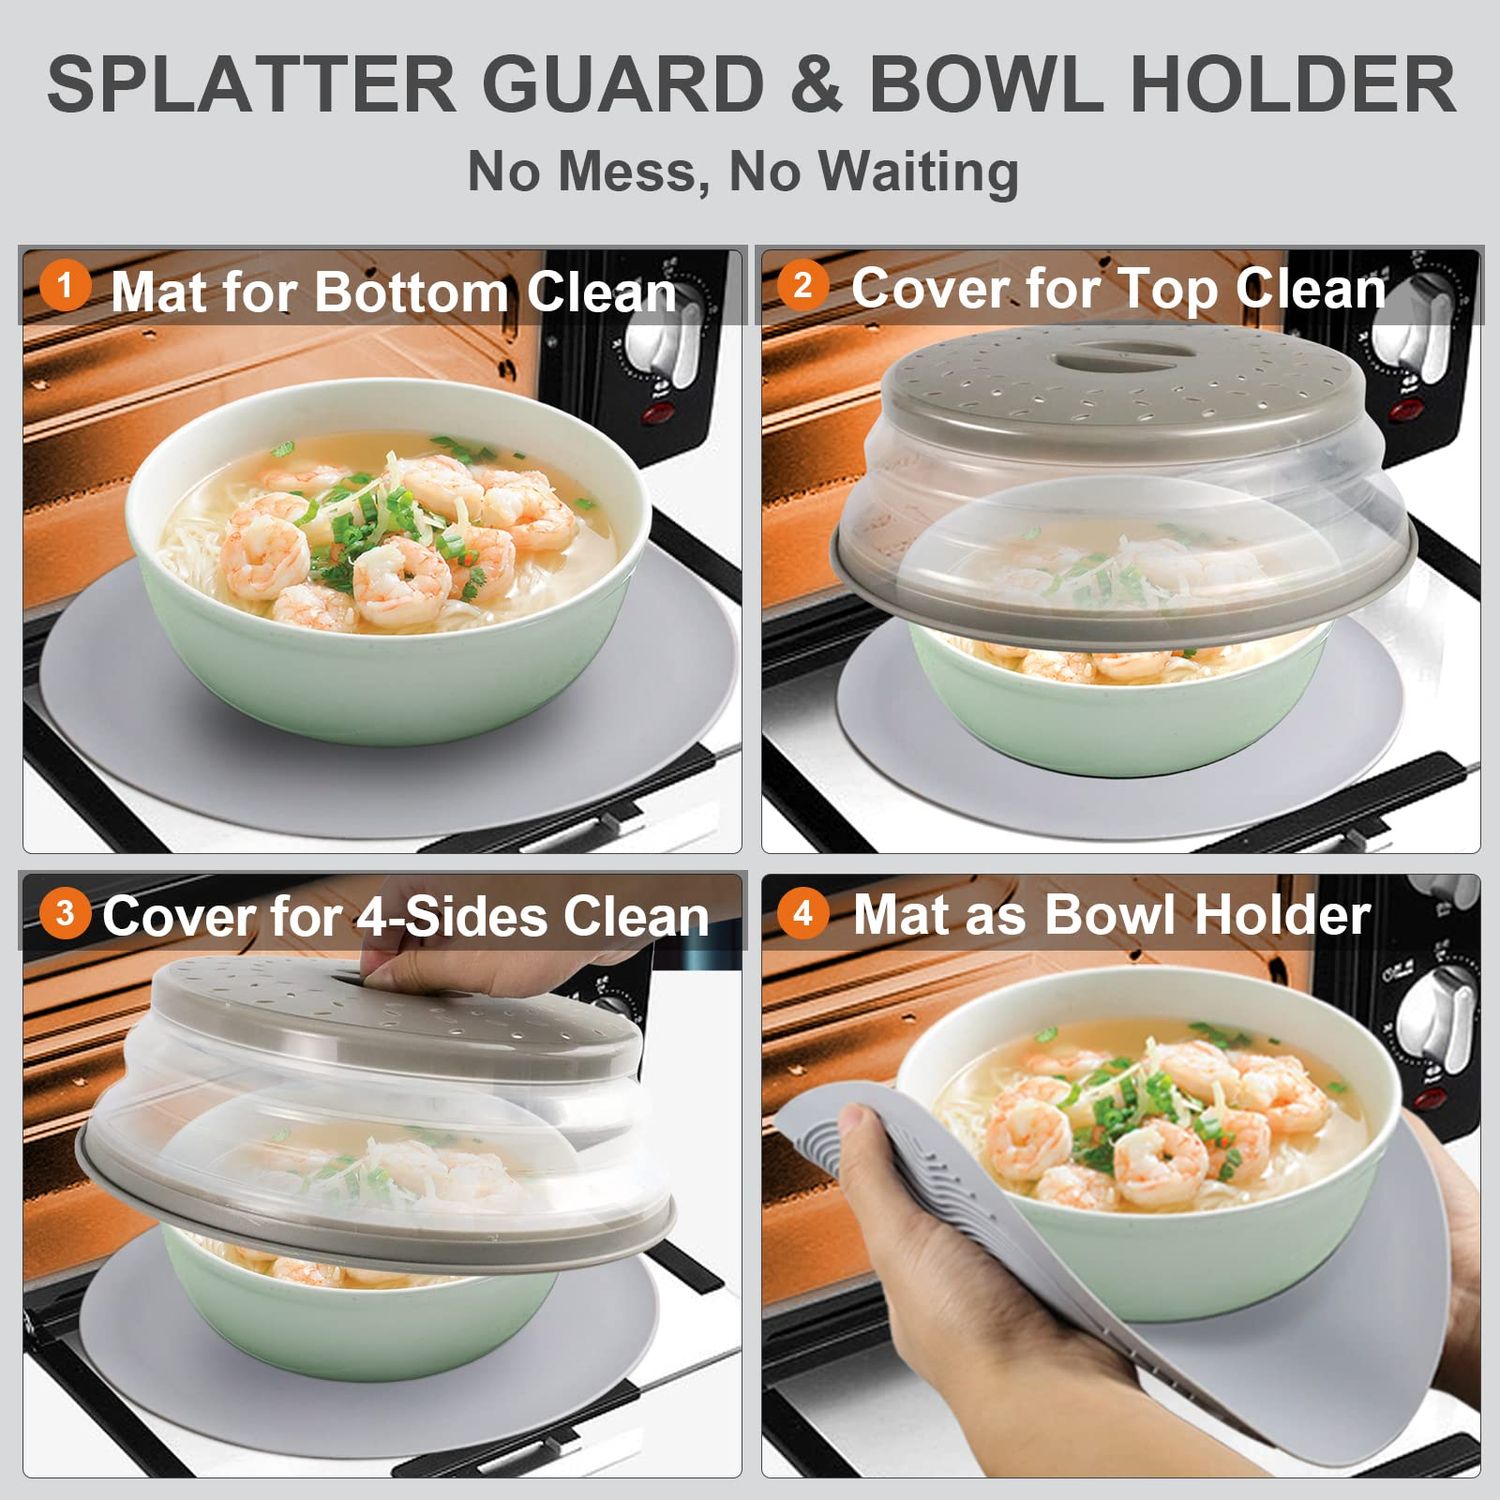 SPLATTER GUARD & BOWL HOLDER
No Mess, No Waiting
1 Mat for Bottom Clean
2 Cover for Top Clean
3 Cover for 4-Sides Clean
4 Mat as Bowl Holder